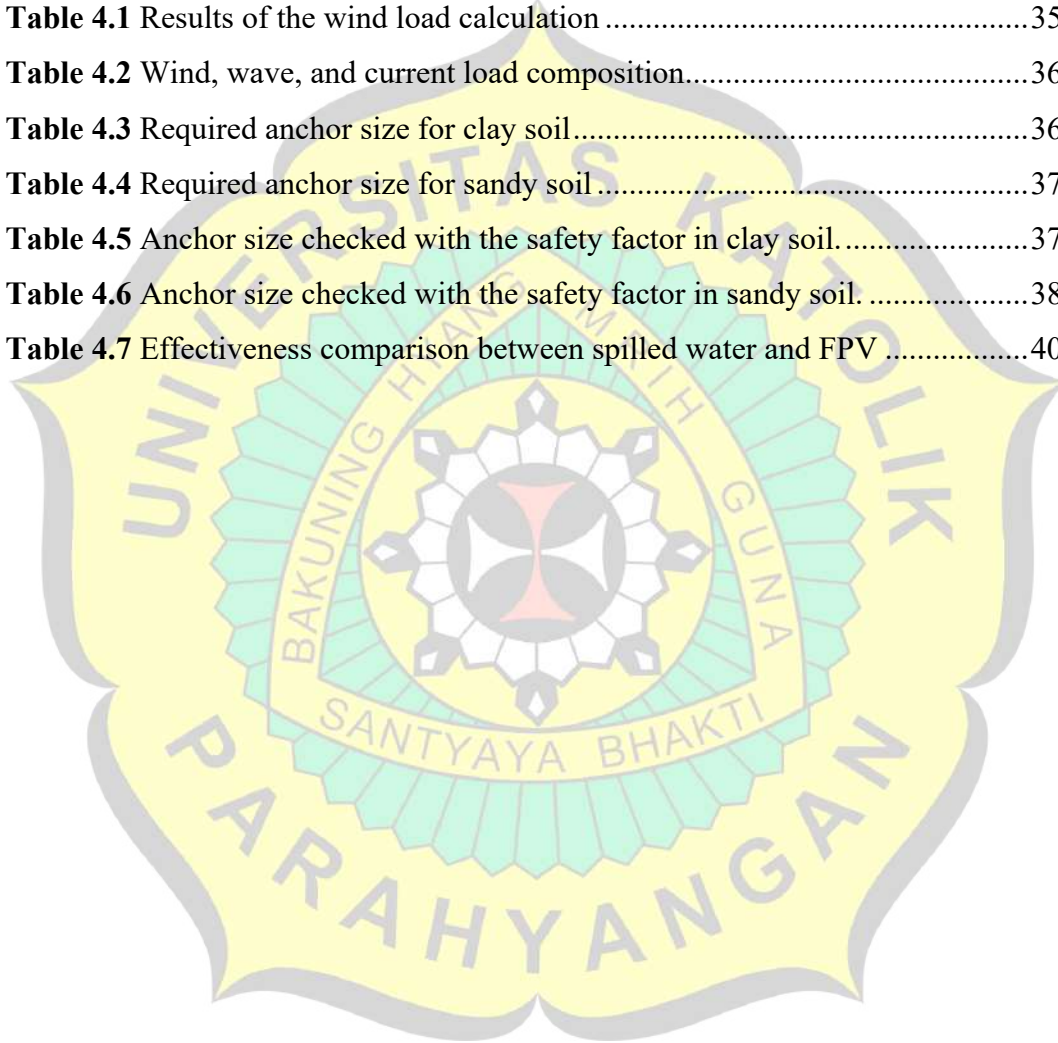 Table 4.1 Results of the wind load calculation ............................................................35
Table 4.2 Wind, wave, and current load composition................................................36
Table 4.3 Required anchor size for clay soil................................................................36
Table 4.4 Required anchor size for sandy soil .............................................................37
Table 4.5 Anchor size checked with the safety factor in clay soil. ..........................37
Table 4.6 Anchor size checked with the safety factor in sandy soil. ......................38
Table 4.7 Effectiveness comparison between spilled water and FPV ....................40
UNIVERSITAS KATOLIK
PARAHYANGAN
BAKUNING HYANG MRIH GUNA
SANTYAYA BHAKTI